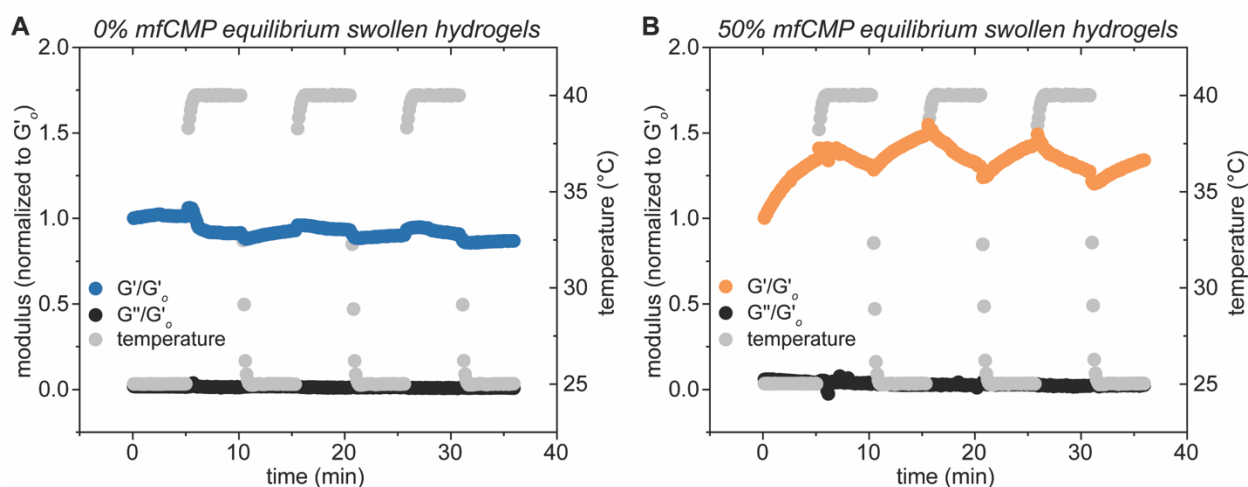 A 0% mfCMP equilibrium swollen hydrogels
2.0
1.5
1.0
0.5
0.0
modulus (normalized to G'o)
40
35
30
25
temperature (°C)
G'/G'o
G''/G'o
temperature
0 10 20 30 40
time (min)
B 50% mfCMP equilibrium swollen hydrogels
2.0
1.5
1.0
0.5
0.0
modulus (normalized to G'o)
40
35
30
25
temperature (°C)
G'/G'o
G''/G'o
temperature
0 10 20 30 40
time (min)